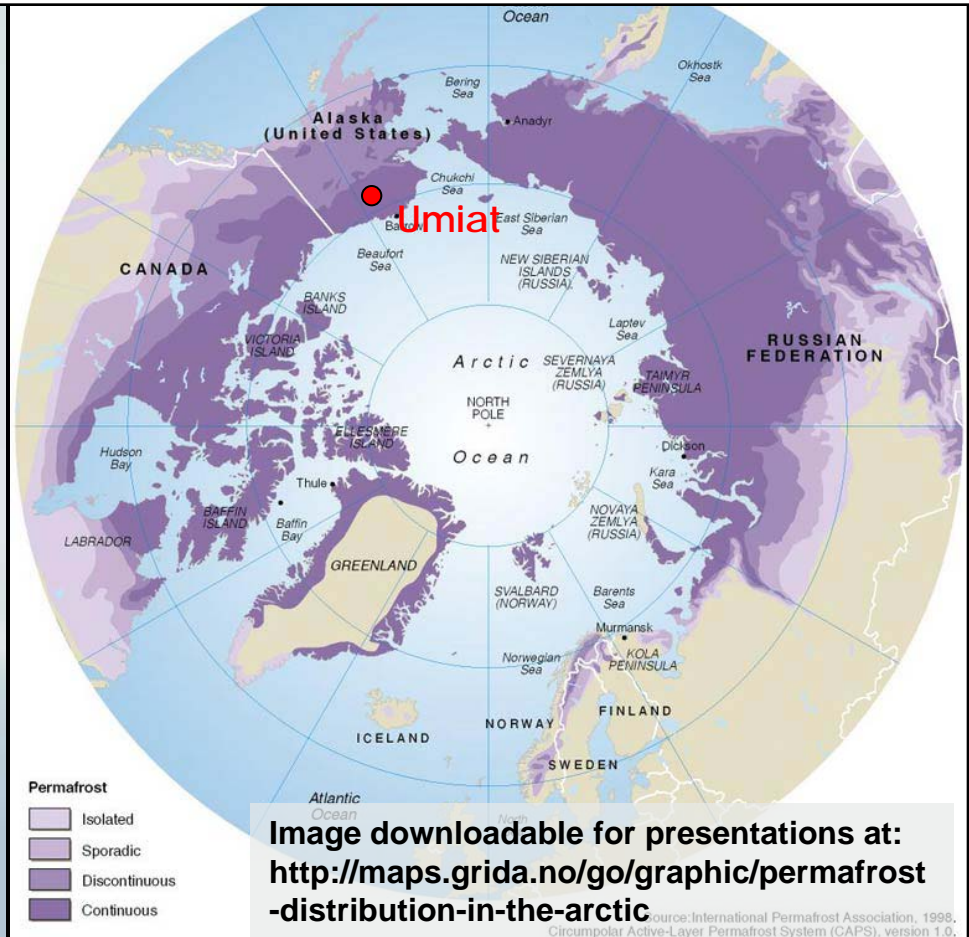 Ocean
Okhostk
Sea
Bering
Sea
Alaska
(United States)
Anadyr
Chukchi
Sea
Umiat
Barrow
East Siberian
Sea
Beaufort
Sea
CANADA
NEW SIBERIAN
ISLANDS
(RUSSIA)
BANKS
ISLAND
VICTORIA
ISLAND
Laptev
Sea
RUSSIAN
FEDERATION
Arctic
SEVERNAYA
ZEMLYA
(RUSSIA)
TAIMYR
PENINSULA
NORTH
POLE
ELLESMERE
ISLAND
Ocean
Dickson
Kara
Sea
Hudson
Bay
Thule
BAFFIN
ISLAND
Baffin
Bay
NOVAYA
ZEMLYA
(RUSSIA)
LABRADOR
GREENLAND
SVALBARD
(NORWAY)
Barents
Sea
Murmansk
KOLA
PENINSULA
Norwegian
Sea
FINLAND
NORWAY
ICELAND
SWEDEN
Permafrost
Isolated
Sporadic
Discontinuous
Continuous
Atlantic
Ocean
North
Image downloadable for presentations at:
http://maps.grida.no/go/graphic/permafrost
-distribution-in-the-arctic
Source:International Permafrost Association, 1998.
Circumpolar Active-Layer Permafrost System (CAPS), version 1.0.